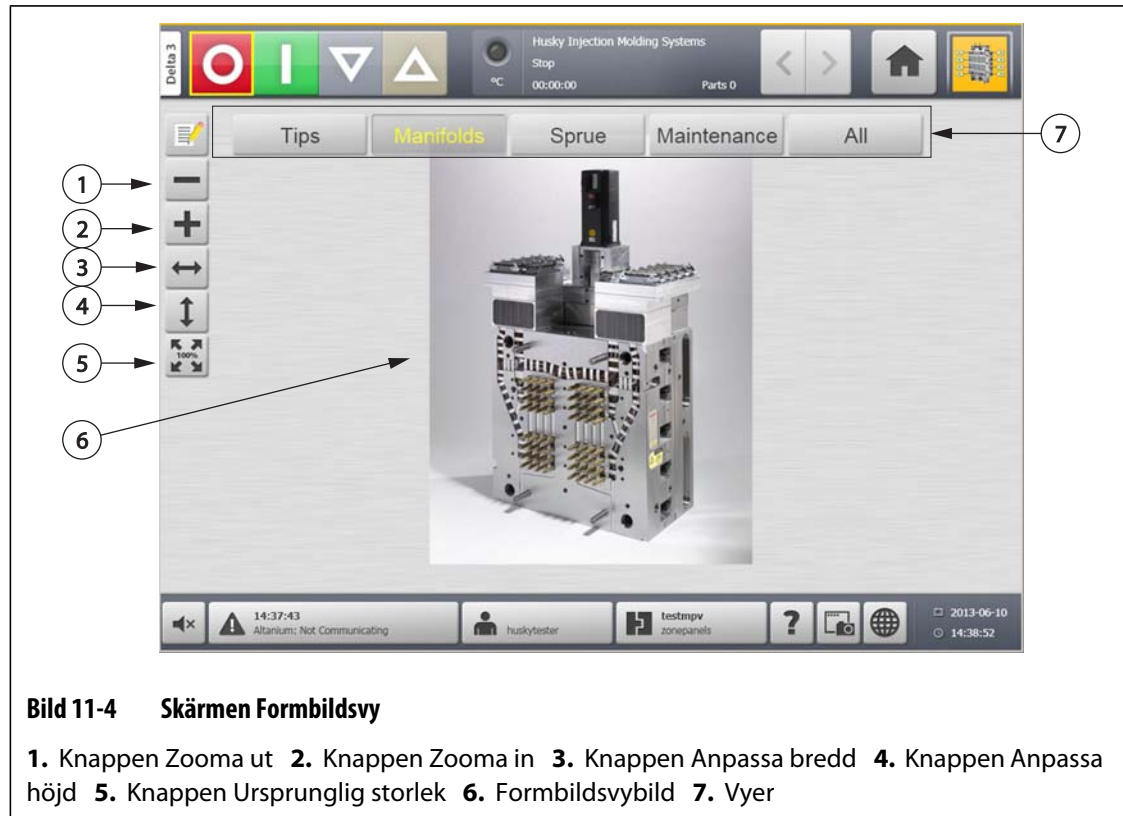 Delta 3
°C
Husky Injection Molding Systems
Stop
00:00:00 Parts 0
Tips Manifolds Sprue Maintenance All
7
1
2
3
4
5
100%
6
14:37:43
Altanium: Not Communicating
huskytester
testmpv
zonepanels
?
2013-06-10
14:38:52
Bild 11-4 Skärmen Formbildsvy
1. Knappen Zooma ut 2. Knappen Zooma in 3. Knappen Anpassa bredd 4. Knappen Anpassa
höjd 5. Knappen Ursprunglig storlek 6. Formbildsvybild 7. Vyer